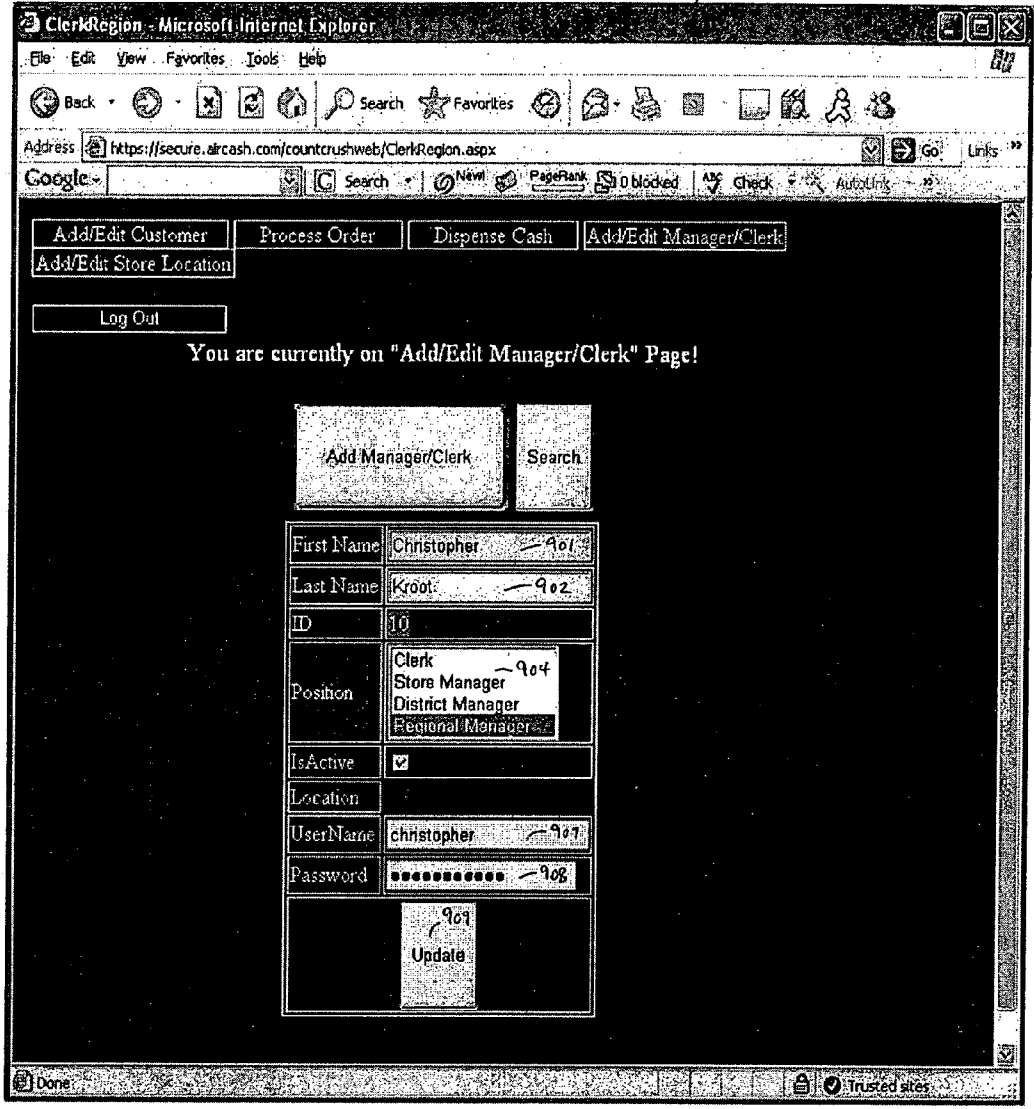 ClerkRegion - Microsoft Internet Explorer
File Edit View Favorites Tools Help
Back Search Favorites
Address https://secure.aircash.com/countcrushweb/ClerkRegion.aspx Go Links »
Google Search New! PageRank 0 blocked ABC Check AutoLink »
Add/Edit Customer Process Order Dispense Cash Add/Edit Manager/Clerk
Add/Edit Store Location
Log Out
You are currently on "Add/Edit Manager/Clerk" Page!
Add Manager/Clerk Search
First Name Christopher 901
Last Name Kroot 902
ID 10
Position Clerk 904
Store Manager
District Manager
Regional Manager
IsActive
Location
UserName christopher 907
Password ●●●●●●●●●●● 908
909
Update
Done Trusted sites